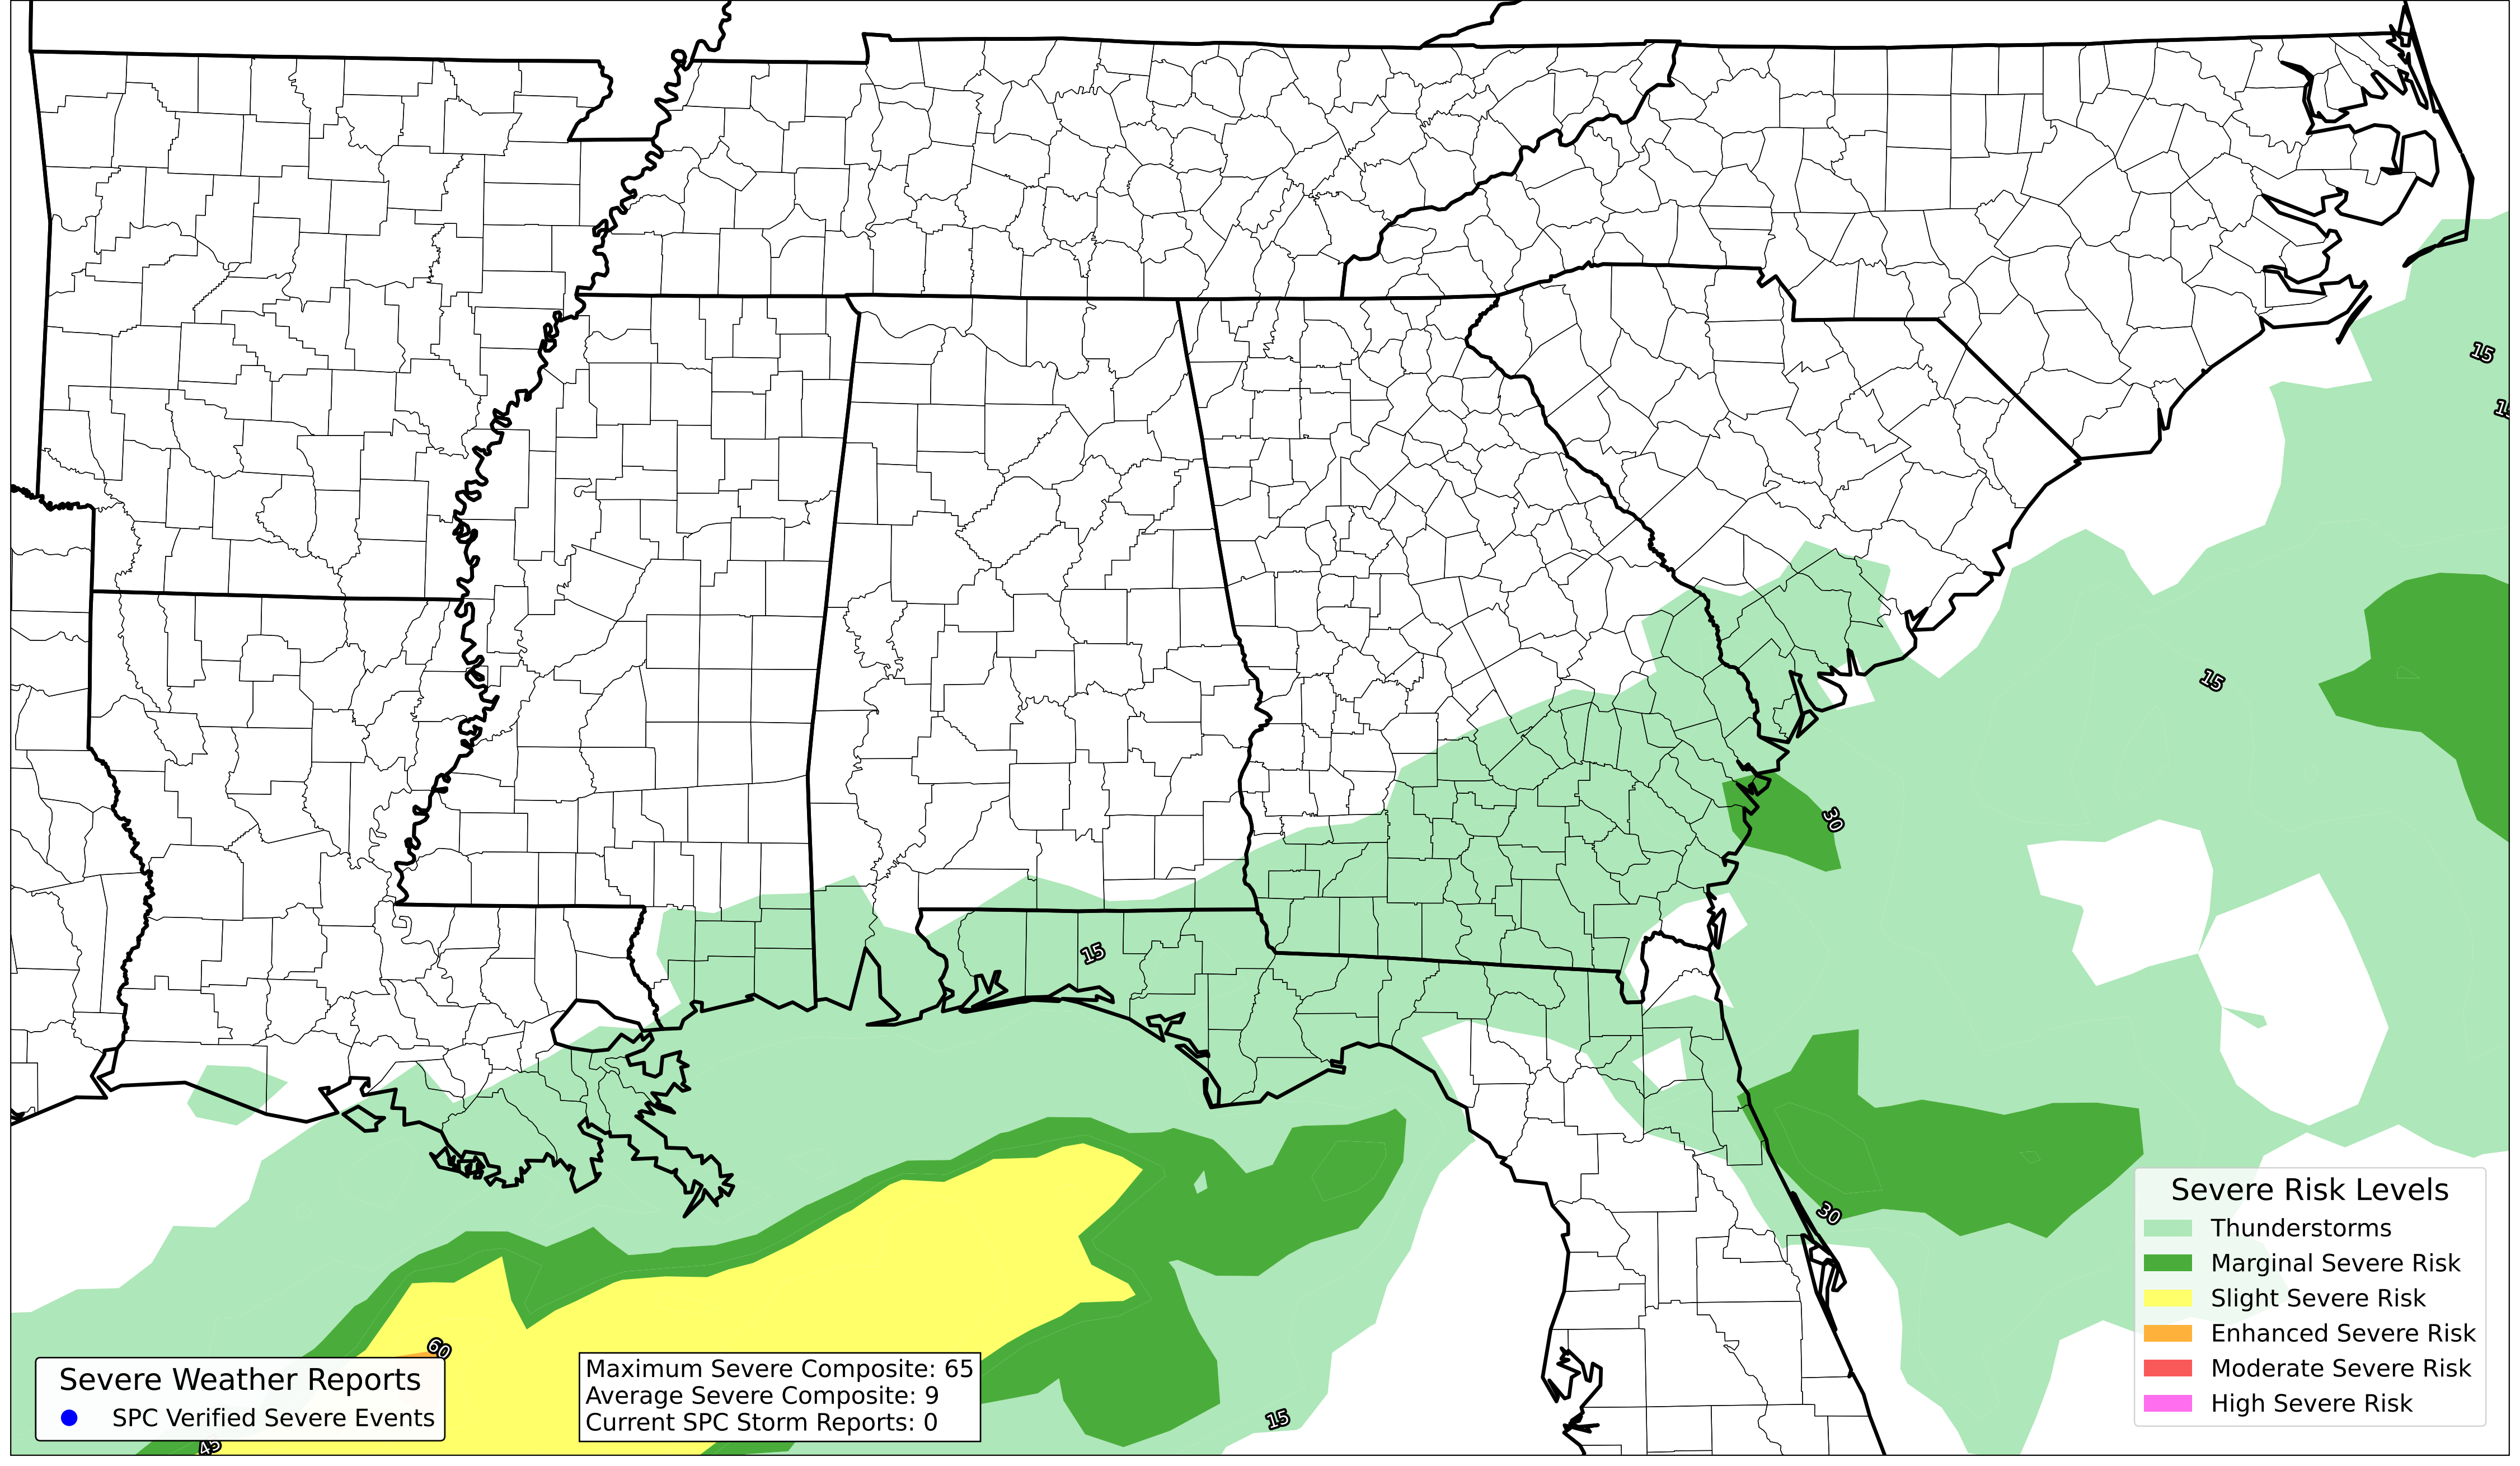 15
15
15
30
15
30
60
45
15
Severe Weather Reports
SPC Verified Severe Events
Maximum Severe Composite: 65
Average Severe Composite: 9
Current SPC Storm Reports: 0
Severe Risk Levels
Thunderstorms
Marginal Severe Risk
Slight Severe Risk
Enhanced Severe Risk
Moderate Severe Risk
High Severe Risk